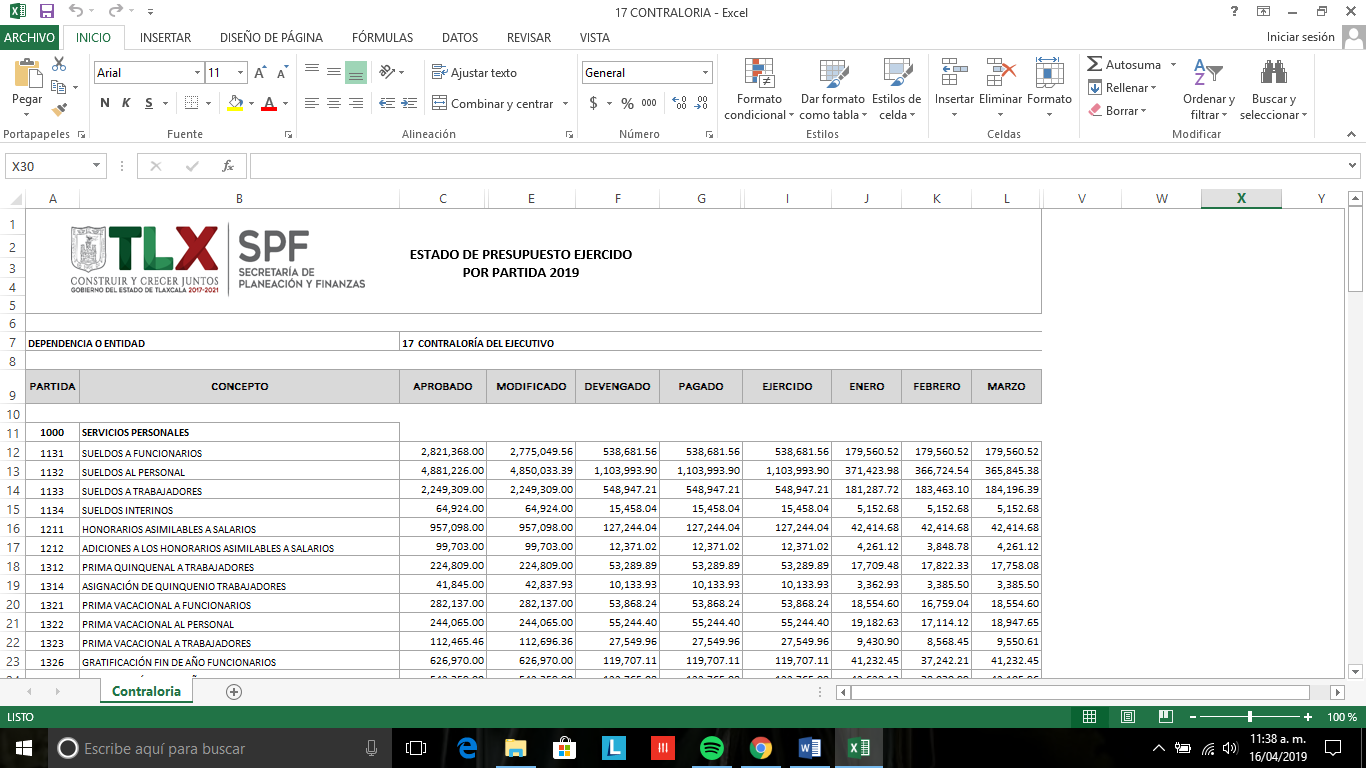 17 CONTRALORIA - Excel
ARCHIVO INICIO INSERTAR DISEÑO DE PÁGINA FÓRMULAS DATOS REVISAR VISTA Iniciar sesión
Pegar
Arial 11
N K S
Ajustar texto
Combinar y centrar
General
$ % 000
Formato condicional
Dar formato como tabla
Estilos de celda
Insertar Eliminar Formato
Autosuma
Rellenar
Borrar
Ordenar y filtrar
Buscar y seleccionar
Portapapeles Fuente Alineación Número Estilos Celdas Modificar
X30 fx
A B C E F G I J K L V W X Y
1
2
3
4
5
TLX
CONSTRUIR Y CRECER JUNTOS
GOBIERNO DEL ESTADO DE TLAXCALA 2017-2021
SPF
SECRETARÍA DE
PLANEACIÓN Y FINANZAS
ESTADO DE PRESUPUESTO EJERCIDO
POR PARTIDA 2019
6
7 DEPENDENCIA O ENTIDAD 17 CONTRALORÍA DEL EJECUTIVO
8
9 PARTIDA CONCEPTO APROBADO MODIFICADO DEVENGADO PAGADO EJERCIDO ENERO FEBRERO MARZO
10
11 1000 SERVICIOS PERSONALES
12 1131 SUELDOS A FUNCIONARIOS 2,821,368.00 2,775,049.56 538,681.56 538,681.56 538,681.56 179,560.52 179,560.52 179,560.52
13 1132 SUELDOS AL PERSONAL 4,881,226.00 4,850,033.39 1,103,993.90 1,103,993.90 1,103,993.90 371,423.98 366,724.54 365,845.38
14 1133 SUELDOS A TRABAJADORES 2,249,309.00 2,249,309.00 548,947.21 548,947.21 548,947.21 181,287.72 183,463.10 184,196.39
15 1134 SUELDOS INTERINOS 64,924.00 64,924.00 15,458.04 15,458.04 15,458.04 5,152.68 5,152.68 5,152.68
16 1211 HONORARIOS ASIMILABLES A SALARIOS 957,098.00 957,098.00 127,244.04 127,244.04 127,244.04 42,414.68 42,414.68 42,414.68
17 1212 ADICIONES A LOS HONORARIOS ASIMILABLES A SALARIOS 99,703.00 99,703.00 12,371.02 12,371.02 12,371.02 4,261.12 3,848.78 4,261.12
18 1312 PRIMA QUINQUENAL A TRABAJADORES 224,809.00 224,809.00 53,289.89 53,289.89 53,289.89 17,709.48 17,822.33 17,758.08
19 1314 ASIGNACIÓN DE QUINQUENIO TRABAJADORES 41,845.00 42,837.93 10,133.93 10,133.93 10,133.93 3,362.93 3,385.50 3,385.50
20 1321 PRIMA VACACIONAL A FUNCIONARIOS 282,137.00 282,137.00 53,868.24 53,868.24 53,868.24 18,554.60 16,759.04 18,554.60
21 1322 PRIMA VACACIONAL AL PERSONAL 244,065.00 244,065.00 55,244.40 55,244.40 55,244.40 19,182.63 17,114.12 18,947.65
22 1323 PRIMA VACACIONAL A TRABAJADORES 112,465.46 112,696.36 27,549.96 27,549.96 27,549.96 9,430.90 8,568.45 9,550.61
23 1326 GRATIFICACIÓN FIN DE AÑO FUNCIONARIOS 626,970.00 626,970.00 119,707.11 119,707.11 119,707.11 41,232.45 37,242.21 41,232.45
Contraloria
LISTO 100 %
Escribe aquí para buscar
11:38 a. m.
16/04/2019